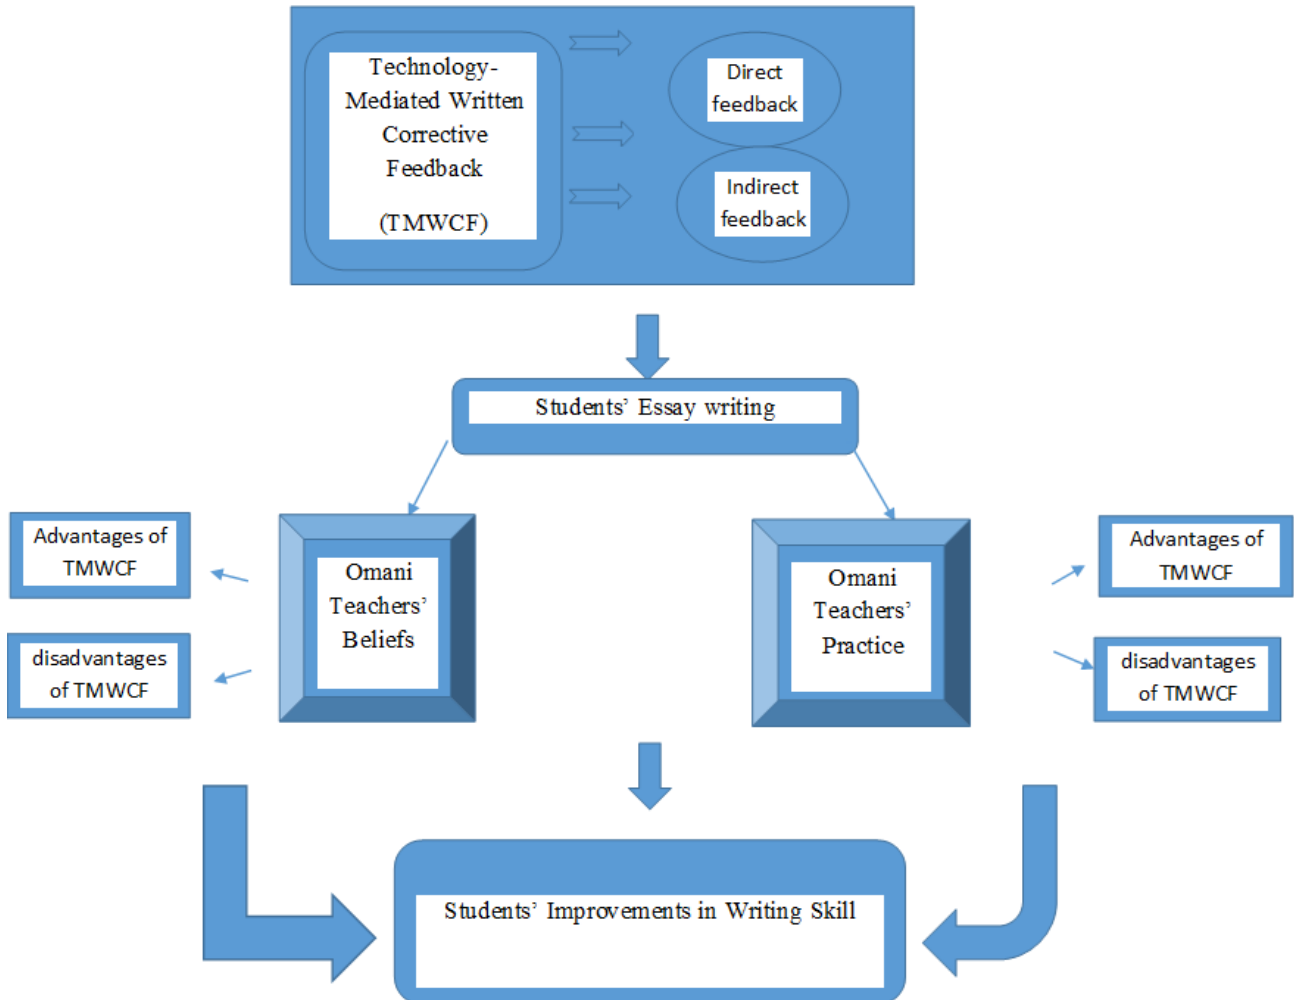 Technology-
Mediated Written
Corrective
Feedback
(TMWCF)
Direct
feedback
Indirect
feedback
Students’ Essay writing
Advantages of
TMWCF
disadvantages
of TMWCF
Omani
Teachers’
Beliefs
Omani
Teachers’
Practice
Advantages of
TMWCF
disadvantages
of TMWCF
Students’ Improvements in Writing Skill